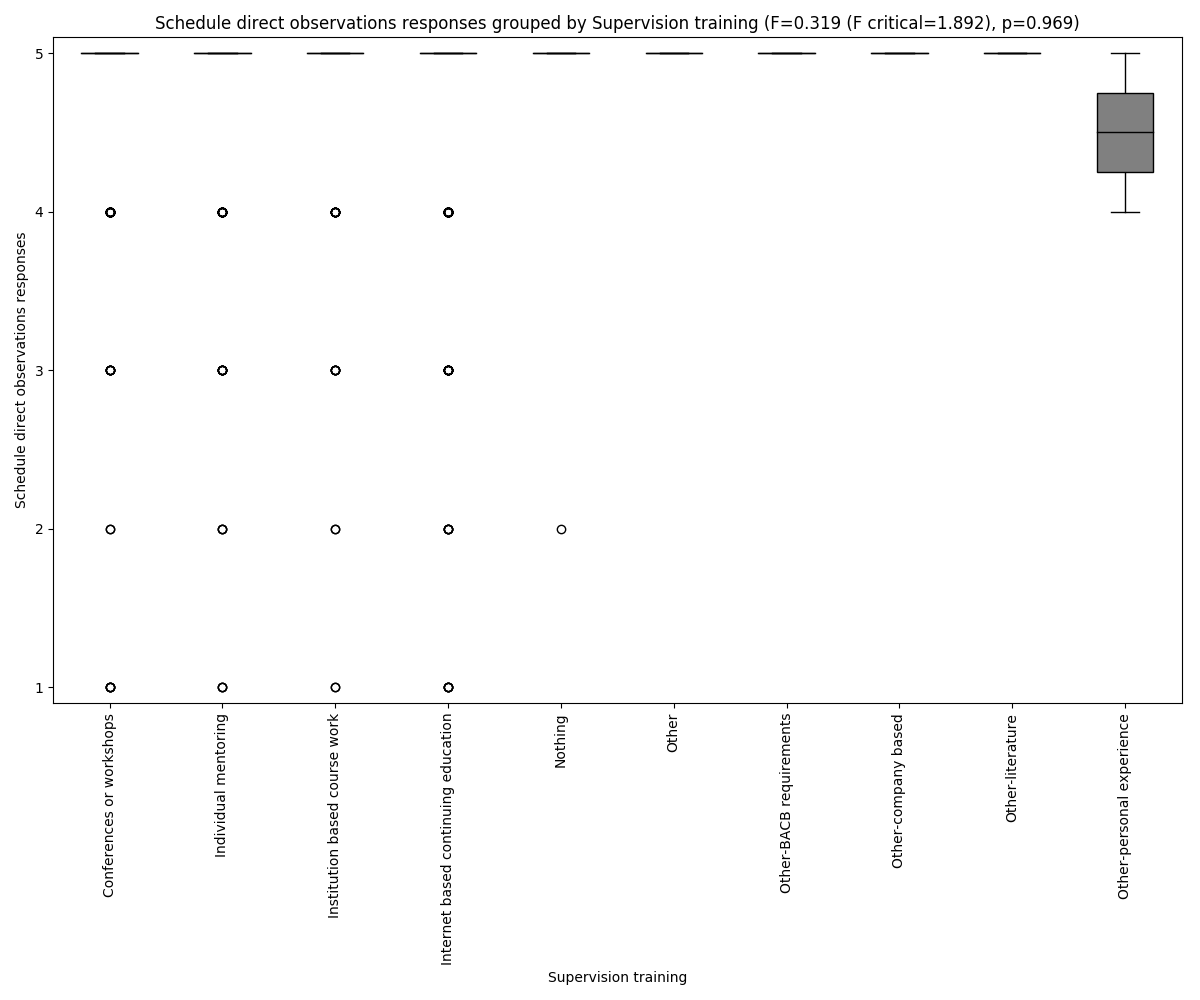 Schedule direct observations responses grouped by Supervision training (F=0.319 (F critical=1.892), p=0.969)
Schedule direct observations responses
5
4
3
2
1
Conferences or workshops
Individual mentoring
Institution based course work
Internet based continuing education
Nothing
Other
Other-BACB requirements
Other-company based
Other-literature
Other-personal experience
Supervision training